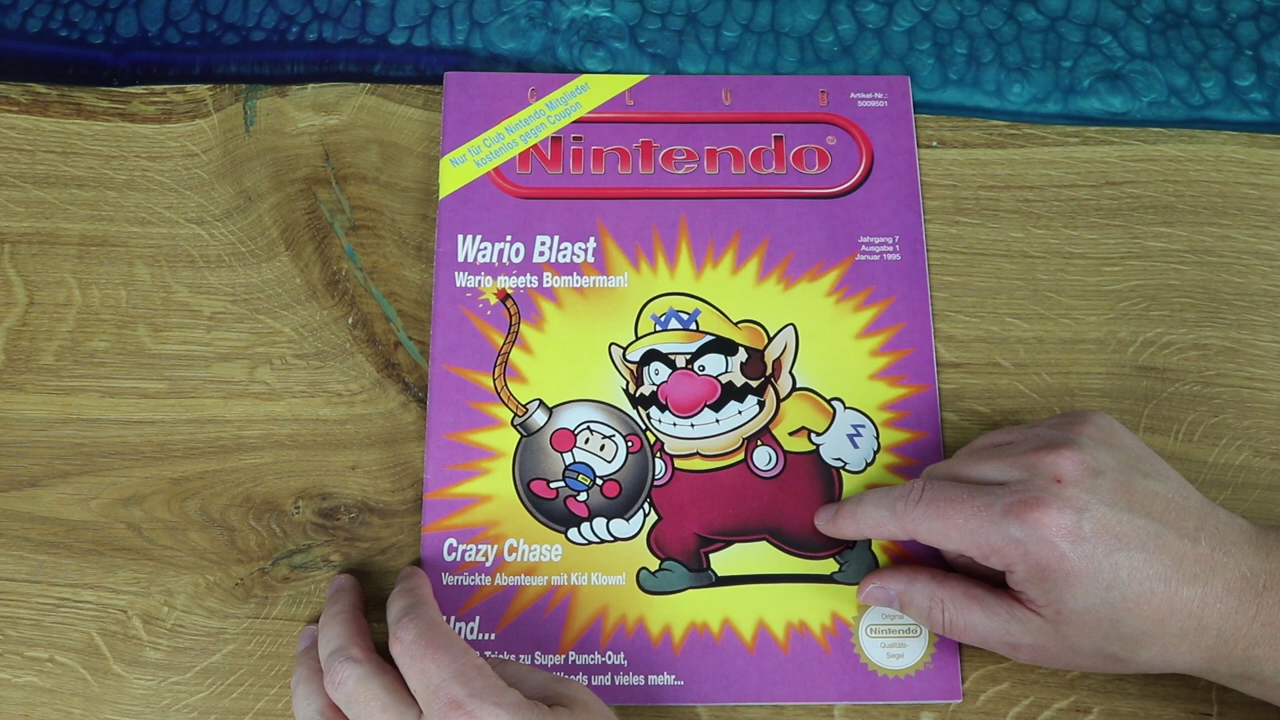 CLUB
Nur für Club Nintendo Mitglieder
kostenlos gegen Coupon
Artikel-Nr.:
5009501
Nintendo®
Wario Blast
Wario meets Bomberman!
Jahrgang 7
Ausgabe 1
Januar 1995
W
W
Crazy Chase
Verrückte Abenteuer mit Kid Klown!
Und...
Tricks zu Super Punch-Out,
und vieles mehr...
Original
Nintendo
Qualitäts-
Siegel